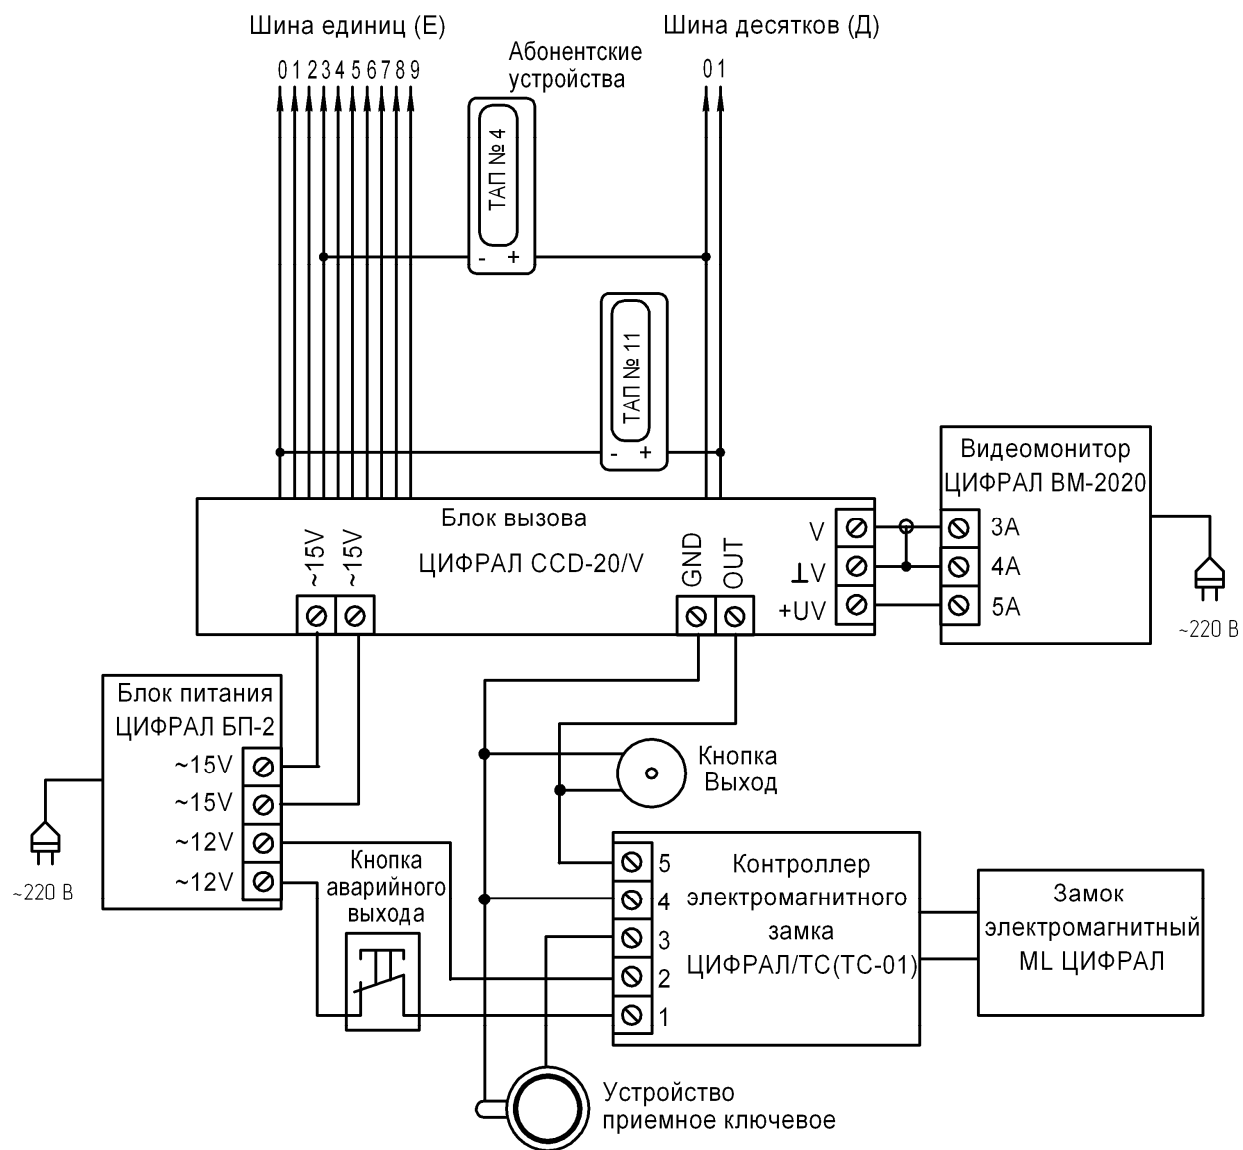 Шина единиц (Е)
Шина десятков (Д)
Абонентские
устройства
0 1 2 3 4 5 6 7 8 9
0 1
ТАП № 4
- +
ТАП № 11
- +
Видеомонитор
ЦИФРАЛ ВМ-2020
3А
4А
5А
~220 В
Блок вызова
ЦИФРАЛ CCD-20/V
~15V
~15V
GND
OUT
V
⊥V
+UV
Блок питания
ЦИФРАЛ БП-2
~15V
~15V
~12V
~12V
~220 В
Кнопка
Выход
Кнопка
аварийного
выхода
5
4
3
2
1
Контроллер
электромагнитного
замка
ЦИФРАЛ/ТС(ТС-01)
Замок
электромагнитный
ML ЦИФРАЛ
Устройство
приемное ключевое